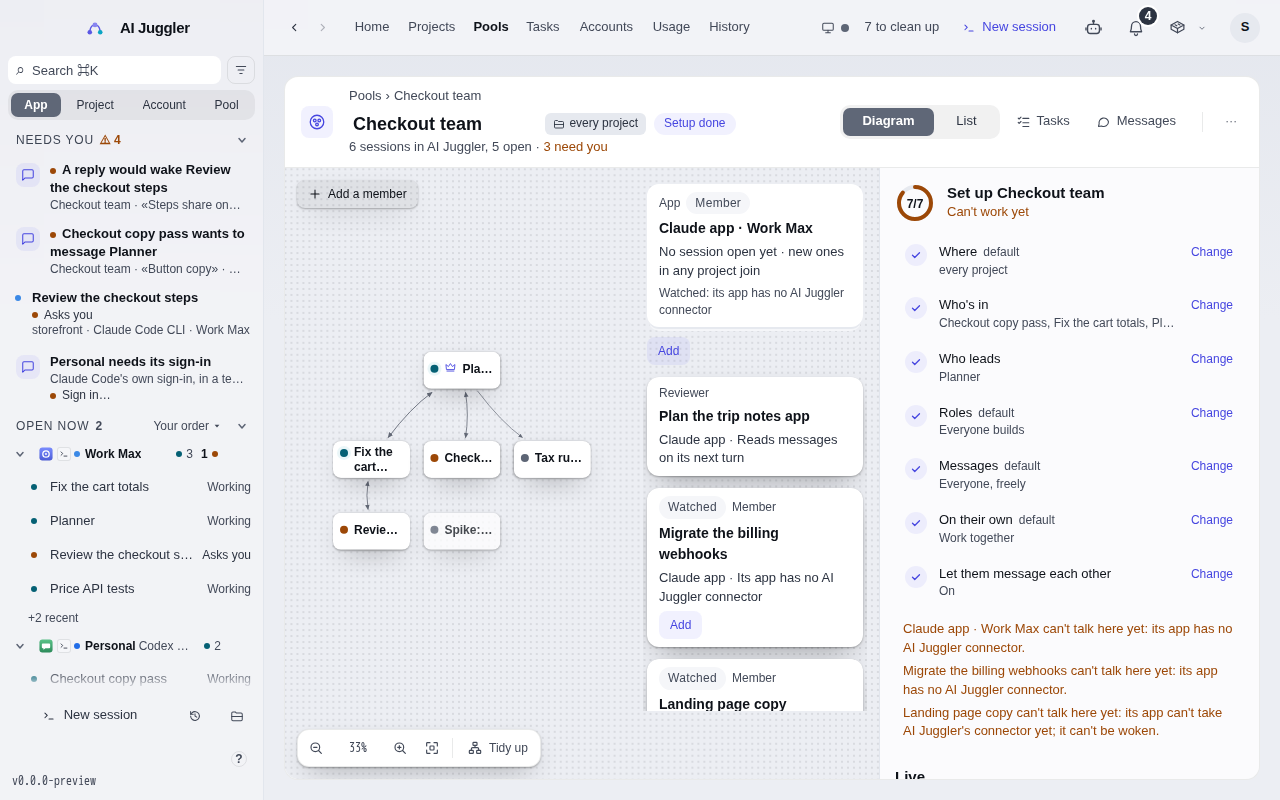 AI Juggler
Search ⌘K
App Project Account Pool
NEEDS YOU 4
A reply would wake Review the checkout steps
Checkout team · «Steps share on…
Checkout copy pass wants to message Planner
Checkout team · «Button copy» · …
Review the checkout steps
Asks you
storefront · Claude Code CLI · Work Max
Personal needs its sign-in
Claude Code's own sign-in, in a te…
Sign in…
OPEN NOW 2 Your order
Work Max 3 1
Fix the cart totals Working
Planner Working
Review the checkout s… Asks you
Price API tests Working
+2 recent
Personal Codex … 2
Checkout copy pass Working
New session
?
v0.0.0-preview
Home Projects Pools Tasks Accounts Usage History
7 to clean up
New session
4
S
Pools › Checkout team
Checkout team
every project
Setup done
6 sessions in AI Juggler, 5 open · 3 need you
Diagram List
Tasks
Messages
Add a member
Pla…
Fix the cart…
Check…
Tax ru…
Revie…
Spike:…
App Member
Claude app · Work Max
No session open yet · new ones in any project join
Watched: its app has no AI Juggler connector
Add
Reviewer
Plan the trip notes app
Claude app · Reads messages on its next turn
Watched Member
Migrate the billing webhooks
Claude app · Its app has no AI Juggler connector
Add
Watched Member
Landing page copy
33%
Tidy up
7/7
Set up Checkout team
Can't work yet
Where default Change
every project
Who's in Change
Checkout copy pass, Fix the cart totals, Pl…
Who leads Change
Planner
Roles default Change
Everyone builds
Messages default Change
Everyone, freely
On their own default Change
Work together
Let them message each other Change
On
Claude app · Work Max can't talk here yet: its app has no AI Juggler connector.
Migrate the billing webhooks can't talk here yet: its app has no AI Juggler connector.
Landing page copy can't talk here yet: its app can't take AI Juggler's connector yet; it can't be woken.
Live